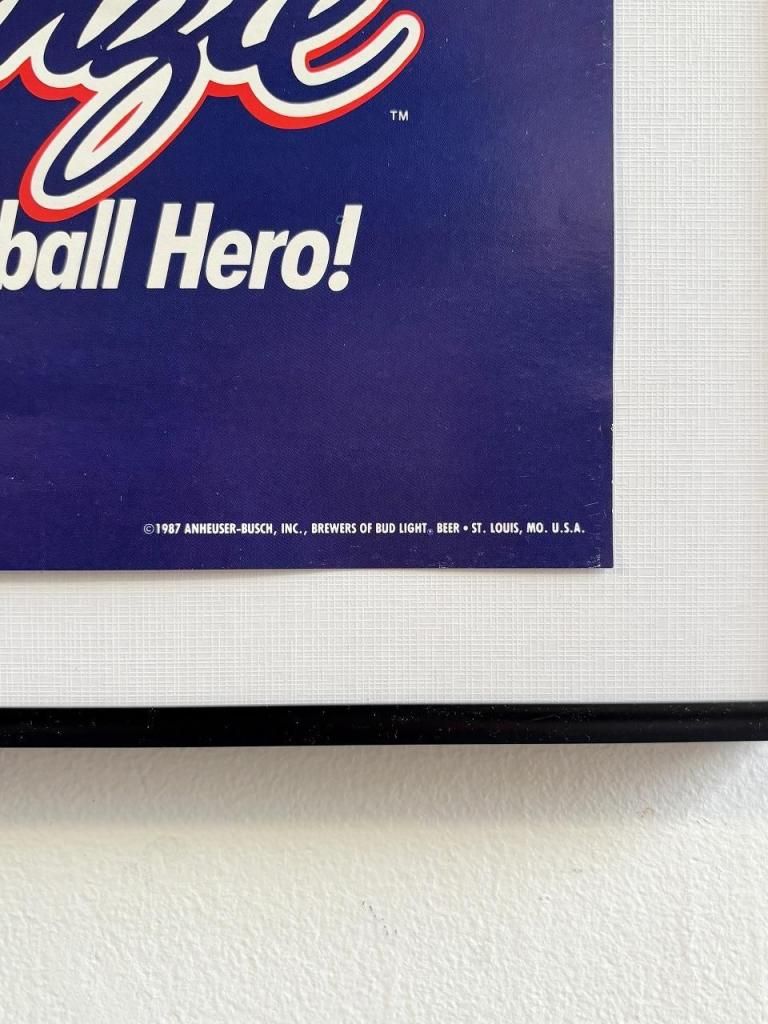 TM
ball Hero!
©1987 ANHEUSER-BUSCH, INC., BREWERS OF BUD LIGHT® BEER • ST. LOUIS, MO. U.S.A.